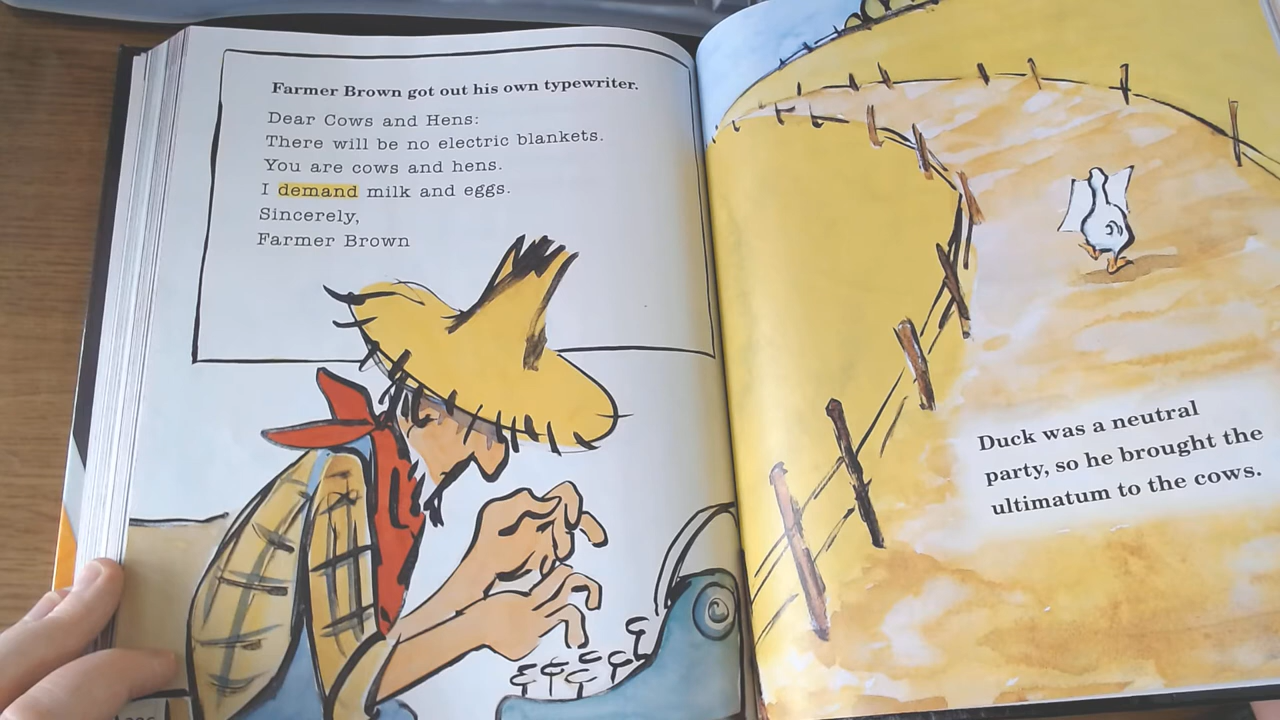 Farmer Brown got out his own typewriter.
Dear Cows and Hens:
There will be no electric blankets.
You are cows and hens.
I demand milk and eggs.
Sincerely,
Farmer Brown
Duck was a neutral
party, so he brought the
ultimatum to the cows.